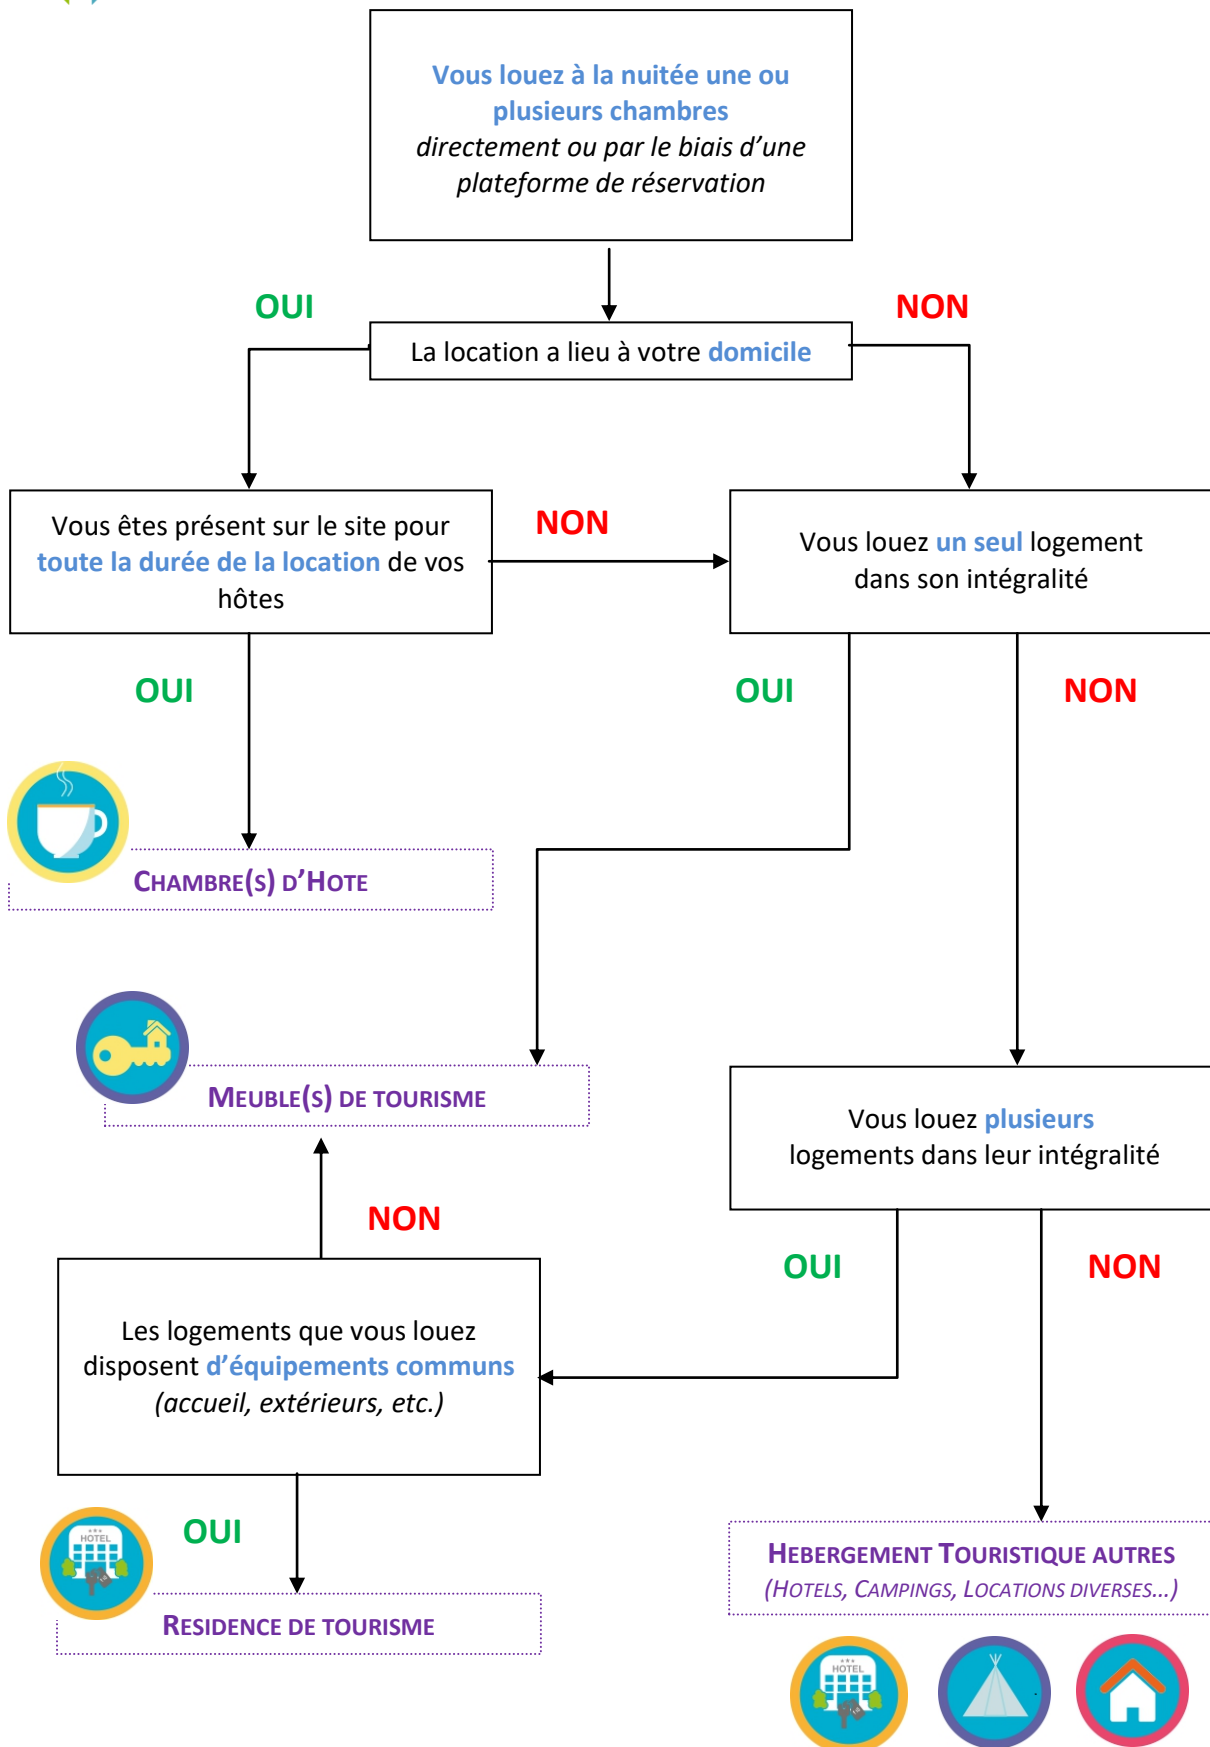 Vous louez à la nuitée une ou
plusieurs chambres
directement ou par le biais d’une
plateforme de réservation
OUI
NON
La location a lieu à votre domicile
Vous êtes présent sur le site pour
toute la durée de la location de vos
hôtes
NON
Vous louez un seul logement
dans son intégralité
OUI
OUI
NON
CHAMBRE(S) D’HOTE
MEUBLE(S) DE TOURISME
Vous louez plusieurs
logements dans leur intégralité
NON
OUI
NON
Les logements que vous louez
disposent d’équipements communs
(accueil, extérieurs, etc.)
OUI
HOTEL
RESIDENCE DE TOURISME
HEBERGEMENT TOURISTIQUE AUTRES
(HOTELS, CAMPINGS, LOCATIONS DIVERSES...)
HOTEL